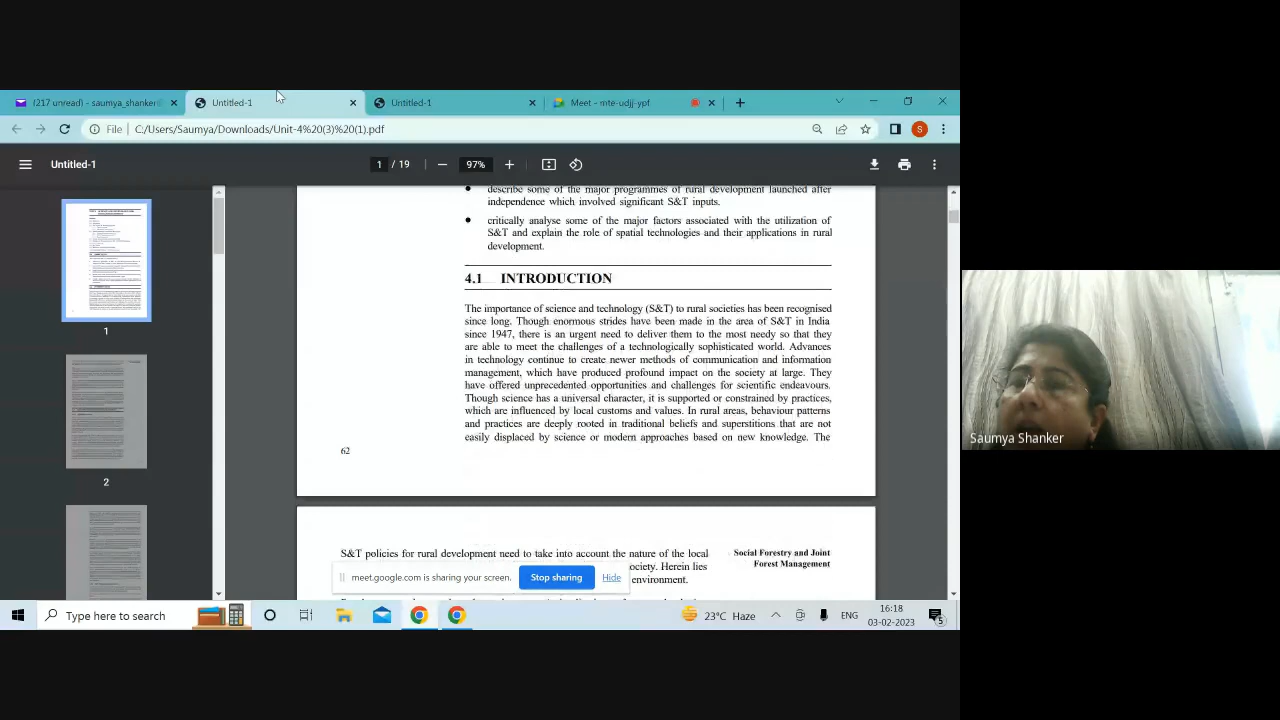 (217 unread) - saumya_shanker@
Untitled-1
Untitled-1
Meet - mte-udjj-ypf
File
C:/Users/Saumya/Downloads/Unit-4%20(3)%20(1).pdf
S
Untitled-1
1 / 19
97%
describe some of the major programmes of rural development launched after
independence which involved significant S&T inputs.
critically analyse some of the major factors associated with the utilization of
S&T and explain the role of spatial technologies and their applications in rural
development.
4.1 INTRODUCTION
The importance of science and technology (S&T) to rural societies has been recognised
since long. Though enormous strides have been made in the area of S&T in India
since 1947, there is an urgent need to deliver them to the most needy so that they
are able to meet the challenges of a technologically sophisticated world. Advances
in technology continue to create newer methods of communication and information
management, which have produced profound impact on the society at large. They
have offered unprecedented opportunities and challenges for scientific endeavours.
Though science has a universal character, it is supported or constrained by practices,
which are influenced by local customs and values. In rural areas, behaviour patterns
and practices are deeply rooted in traditional beliefs and superstitions that are not
easily displaced by science or modern approaches based on new knowledge. The
62
1
2
S&T policies for rural development need to take into account the nature of the local
ociety. Herein lies
environment.
Social Forestry and Joint
Forest Management
meet.google.com is sharing your screen.
Stop sharing
Hide
Type here to search
23°C Haze
ENG
16:18
03-02-2023
5
Saumya Shanker